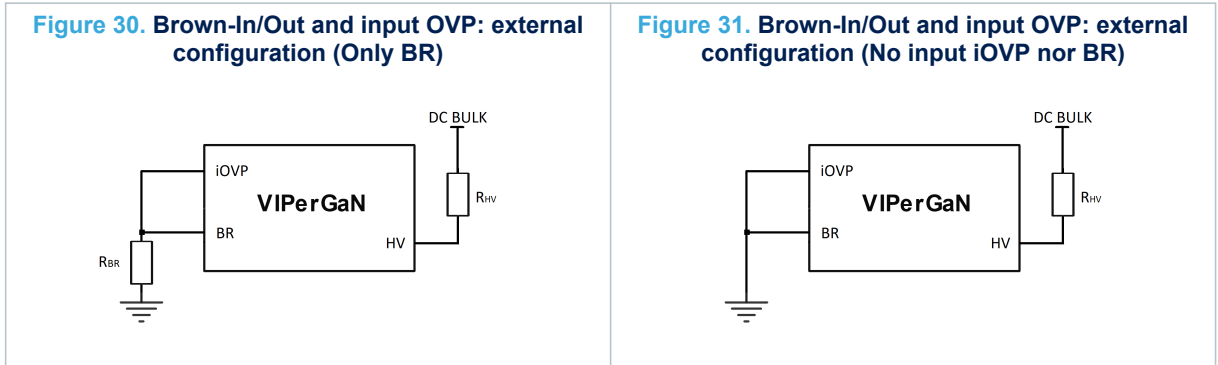 Figure 30. Brown-In/Out and input OVP: external
configuration (Only BR)
DC BULK
iOVP
VIPerGaN
RHV
BR
HV
RBR
Figure 31. Brown-In/Out and input OVP: external
configuration (No input iOVP nor BR)
DC BULK
iOVP
VIPerGaN
RHV
BR
HV